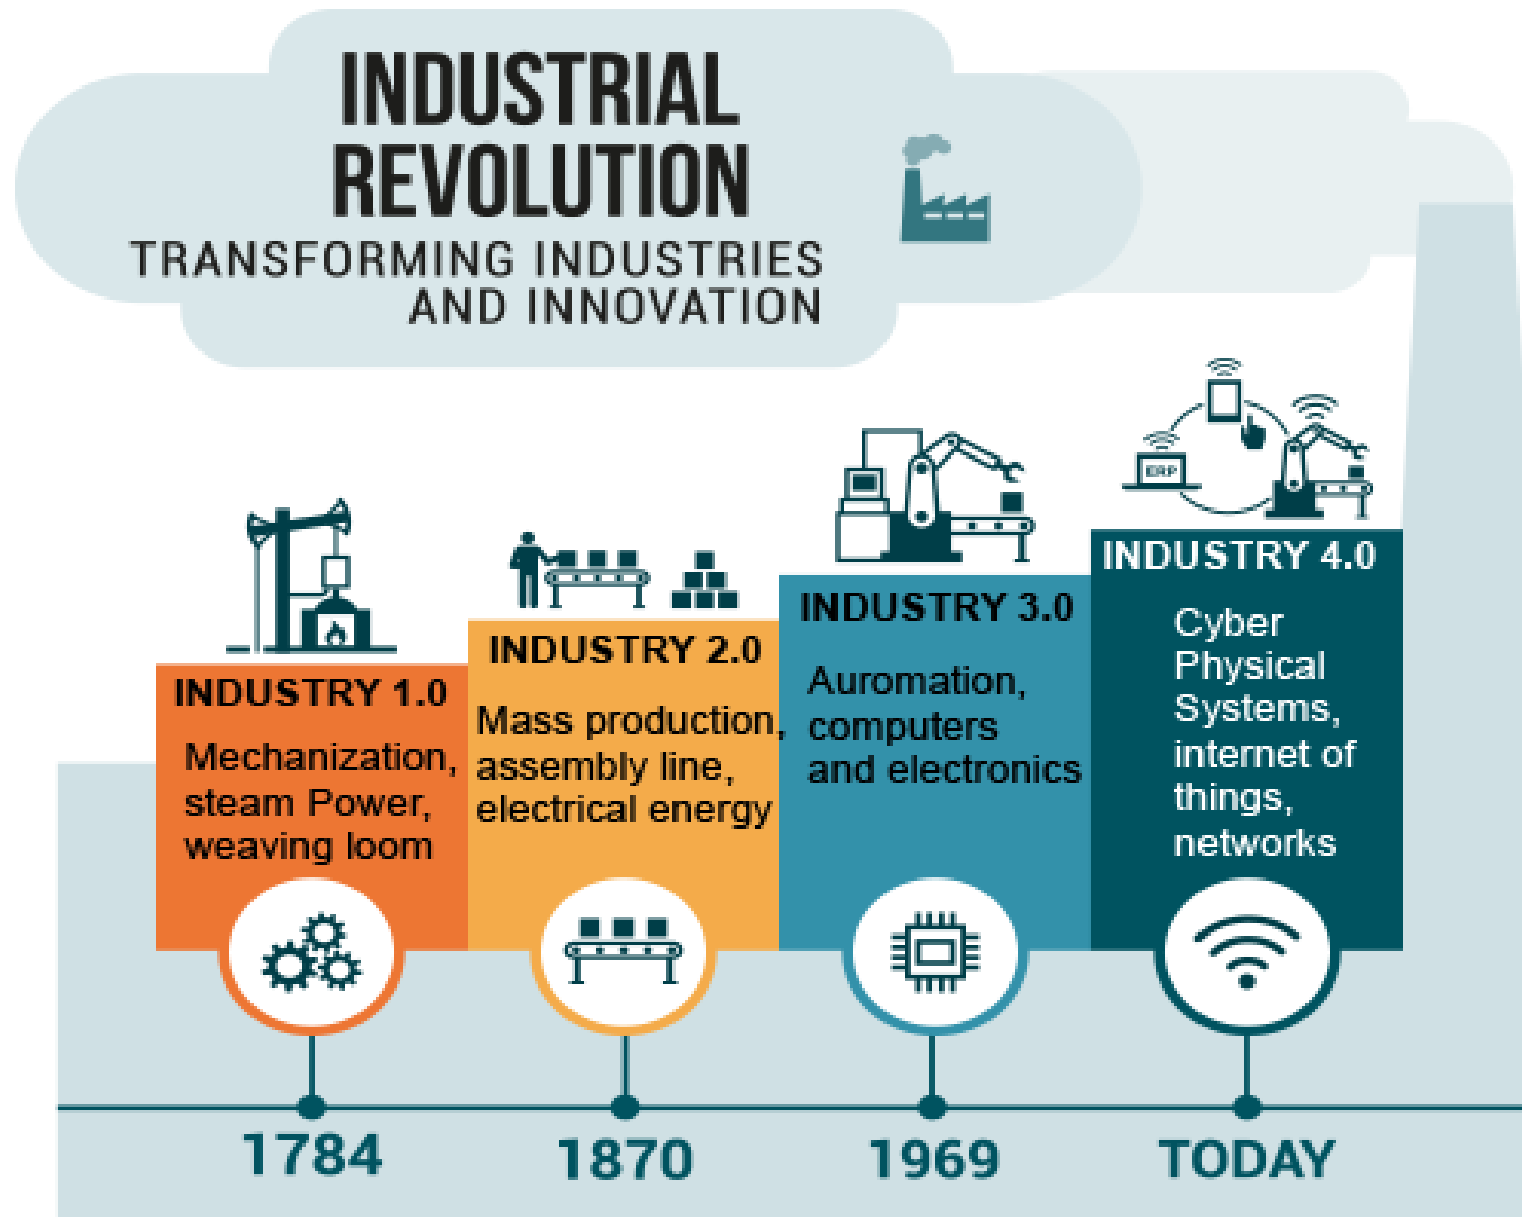 INDUSTRIAL
REVOLUTION
TRANSFORMING INDUSTRIES
AND INNOVATION
ERP
INDUSTRY 1.0
Mechanization,
steam Power,
weaving loom
INDUSTRY 2.0
Mass production,
assembly line,
electrical energy
INDUSTRY 3.0
Auromation,
computers
and electronics
INDUSTRY 4.0
Cyber
Physical
Systems,
internet of
things,
networks
1784
1870
1969
TODAY